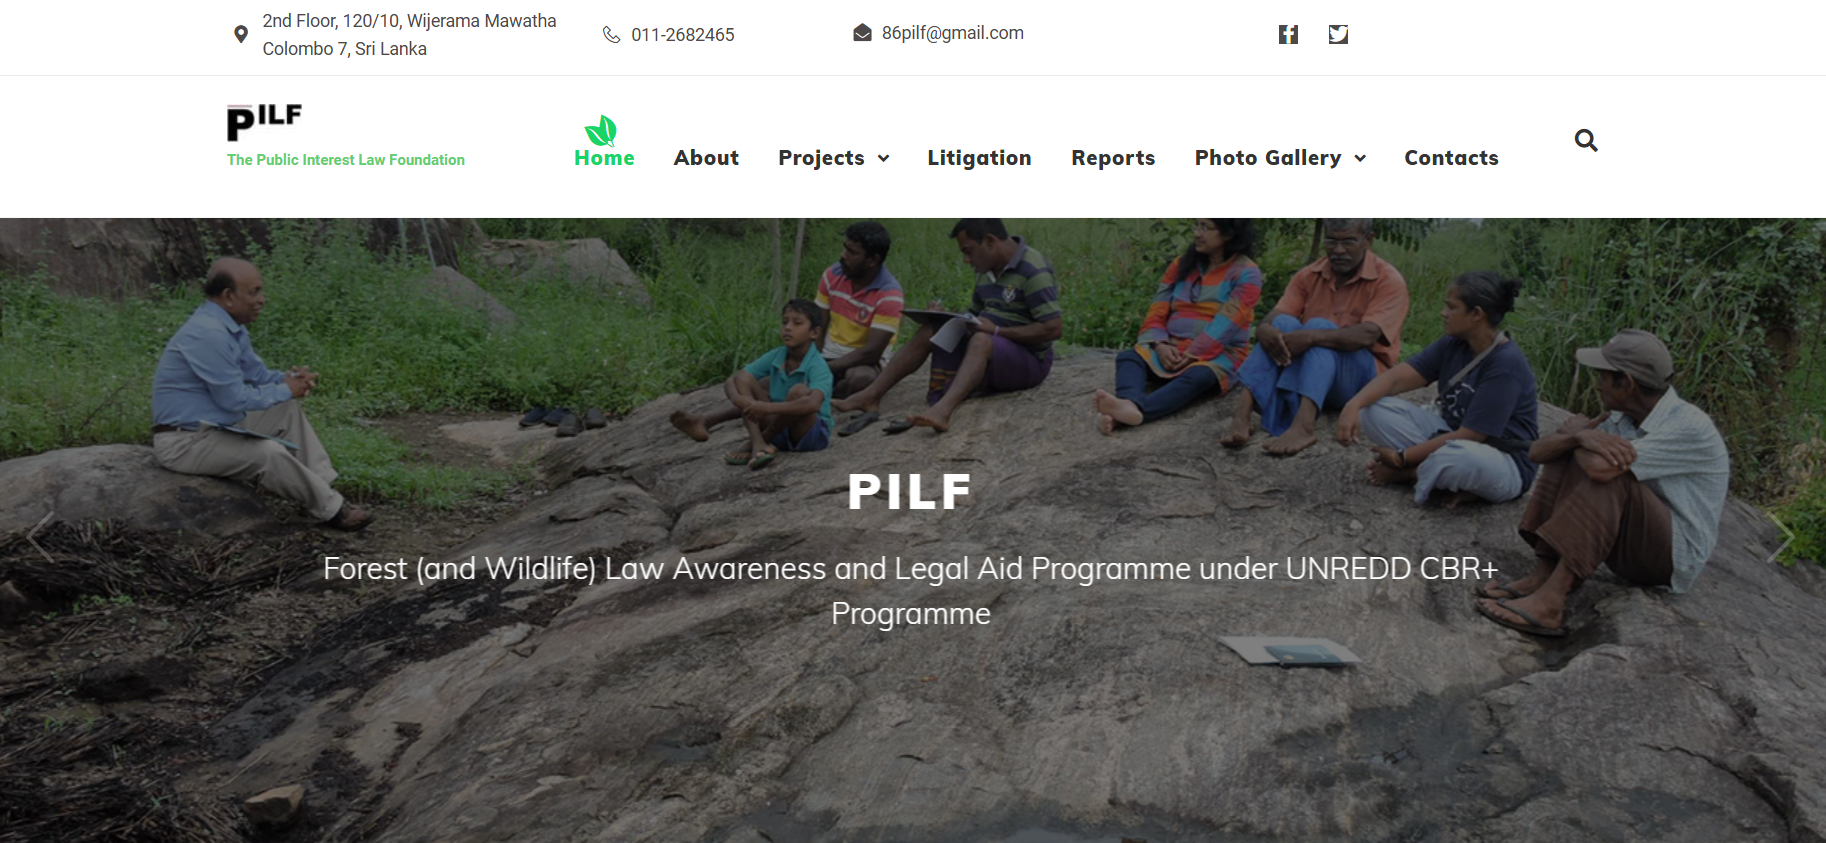 2nd Floor, 120/10, Wijerama Mawatha
Colombo 7, Sri Lanka
011-2682465
86pilf@gmail.com
PILF
The Public Interest Law Foundation
Home
About
Projects
Litigation
Reports
Photo Gallery
Contacts
PILF
Forest (and Wildlife) Law Awareness and Legal Aid Programme under UNREDD CBR+
Programme